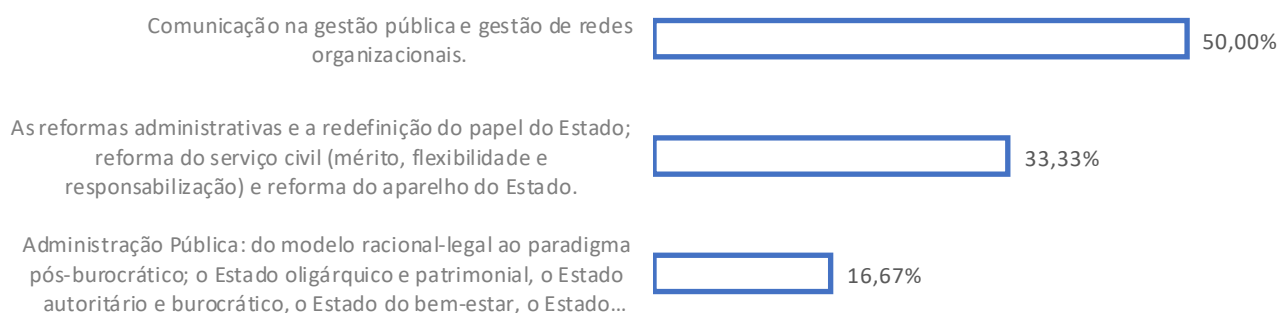 Comunicação na gestão pública e gestão de redes
organizacionais.
50,00%
As reformas administrativas e a redefinição do papel do Estado;
reforma do serviço civil (mérito, flexibilidade e
responsabilização) e reforma do aparelho do Estado.
33,33%
Administração Pública: do modelo racional-legal ao paradigma
pós-burocrático; o Estado oligárquico e patrimonial, o Estado
autoritário e burocrático, o Estado do bem-estar, o Estado...
16,67%